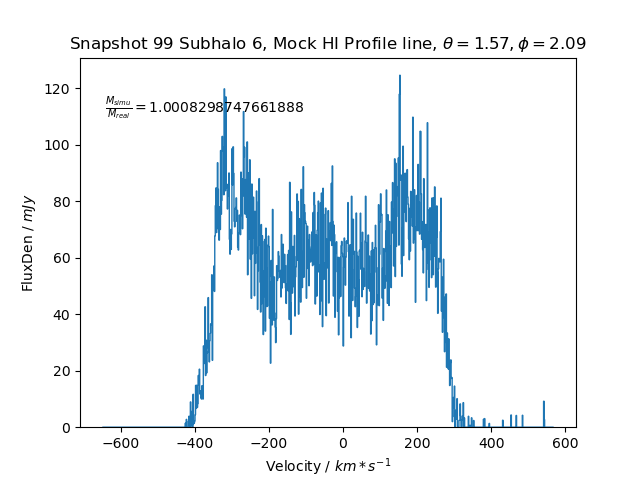 Snapshot 99 Subhalo 6, Mock HI Profile line, θ = 1.57, ϕ = 2.09
M_simu/M_real = 1.0008298747661888
FluxDen / mJy
120
100
80
60
40
20
0
−600 −400 −200 0 200 400 600
Velocity / km * s⁻¹